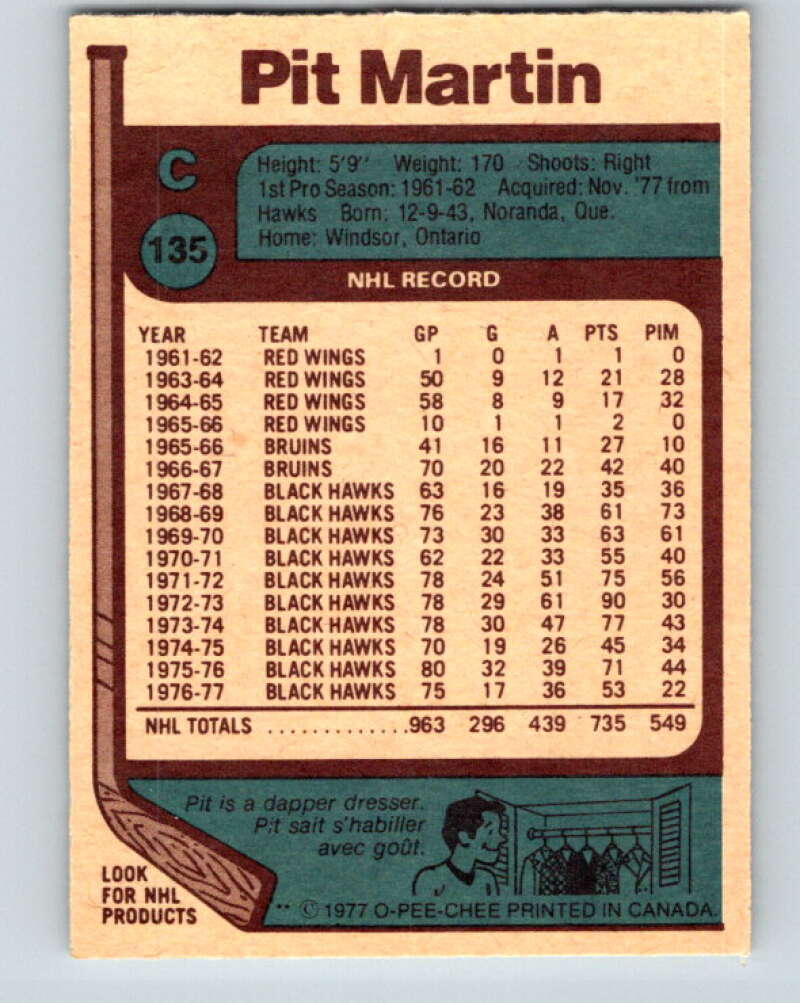 Pit Martin
C
135
Height: 5'9" Weight: 170 Shoots: Right
1st Pro Season: 1961-62 Acquired: Nov. '77 from
Hawks Born: 12-9-43, Noranda, Que.
Home: Windsor, Ontario
NHL RECORD
YEAR TEAM GP G A PTS PIM
1961-62 RED WINGS 1 0 1 1 0
1963-64 RED WINGS 50 9 12 21 28
1964-65 RED WINGS 58 8 9 17 32
1965-66 RED WINGS 10 1 1 2 0
1965-66 BRUINS 41 16 11 27 10
1966-67 BRUINS 70 20 22 42 40
1967-68 BLACK HAWKS 63 16 19 35 36
1968-69 BLACK HAWKS 76 23 38 61 73
1969-70 BLACK HAWKS 73 30 33 63 61
1970-71 BLACK HAWKS 62 22 33 55 40
1971-72 BLACK HAWKS 78 24 51 75 56
1972-73 BLACK HAWKS 78 29 61 90 30
1973-74 BLACK HAWKS 78 30 47 77 43
1974-75 BLACK HAWKS 70 19 26 45 34
1975-76 BLACK HAWKS 80 32 39 71 44
1976-77 BLACK HAWKS 75 17 36 53 22
NHL TOTALS .............963 296 439 735 549
Pit is a dapper dresser.
Pit sait s'habiller
avec goût.
LOOK
FOR NHL
PRODUCTS
** © 1977 O-PEE-CHEE PRINTED IN CANADA.